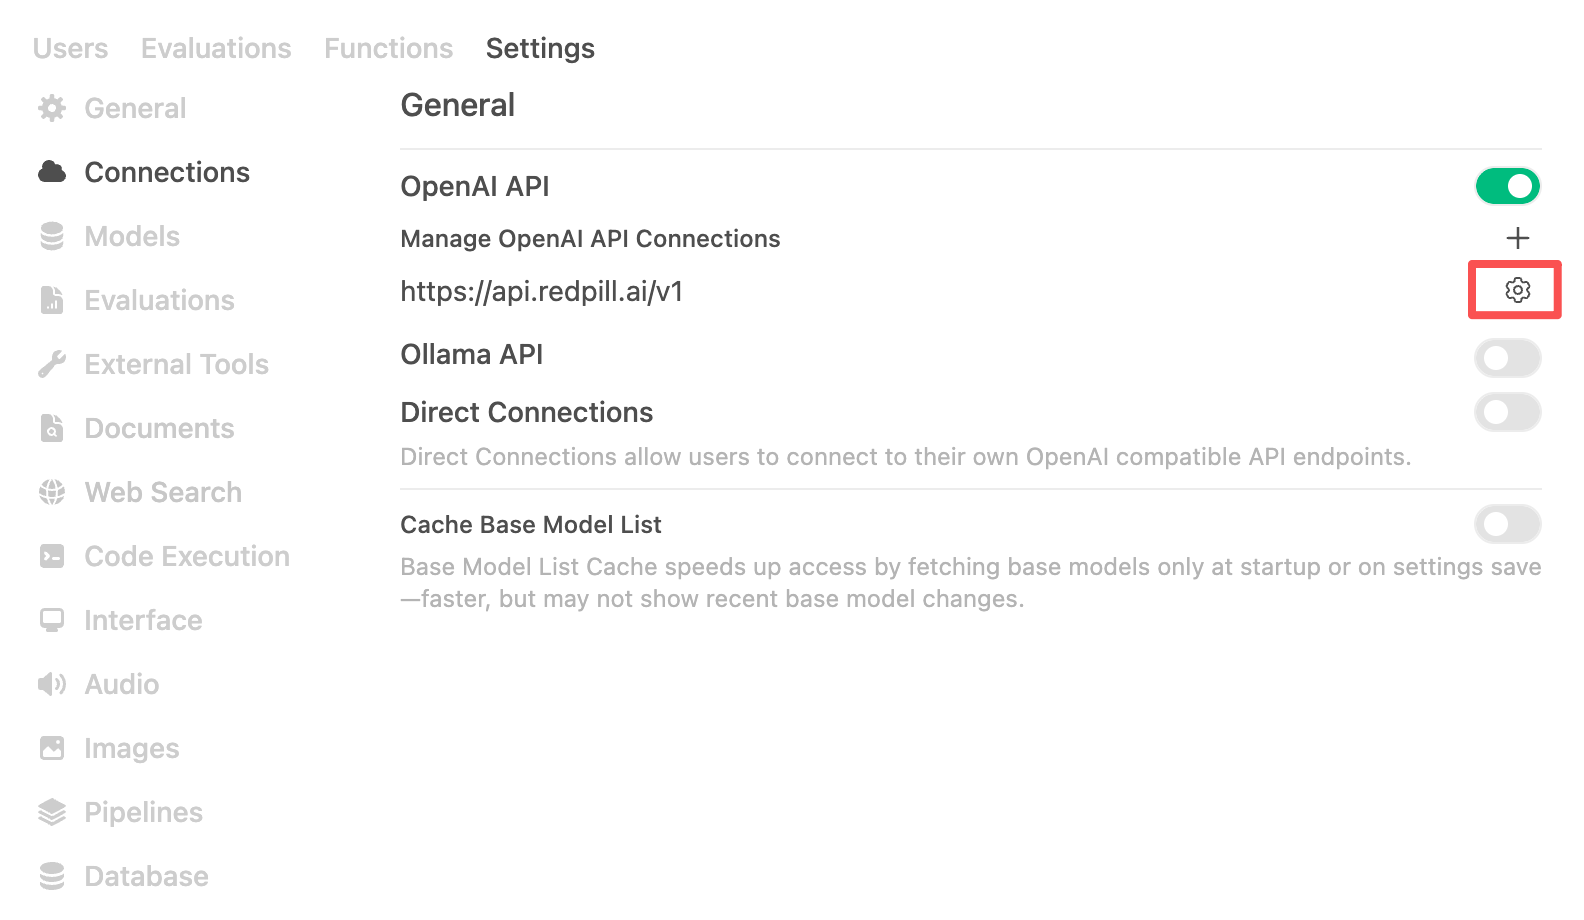 Users Evaluations Functions Settings
General
Connections
Models
Evaluations
External Tools
Documents
Web Search
Code Execution
Interface
Audio
Images
Pipelines
Database
General
OpenAI API
Manage OpenAI API Connections
https://api.redpill.ai/v1
Ollama API
Direct Connections
Direct Connections allow users to connect to their own OpenAI compatible API endpoints.
Cache Base Model List
Base Model List Cache speeds up access by fetching base models only at startup or on settings save
—faster, but may not show recent base model changes.